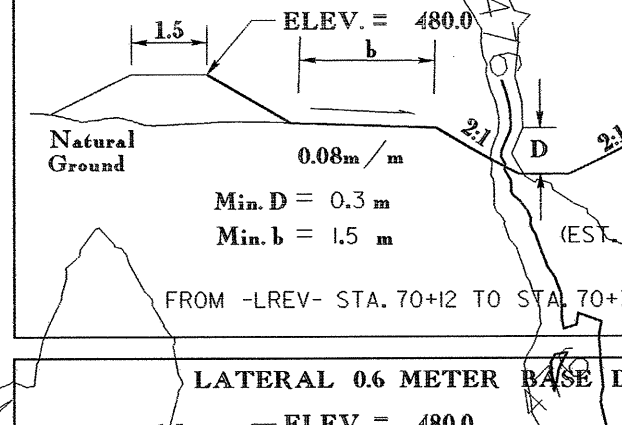 ELEV. = 480.0
1.5
b
Natural
Ground
2:1
2:1
D
0.08m/m
Min. D = 0.3 m
Min. b = 1.5 m
(EST.
FROM -LREV- STA. 70+12 TO STA. 70+
LATERAL 0.6 METER BASE D
ELEV. = 480.0